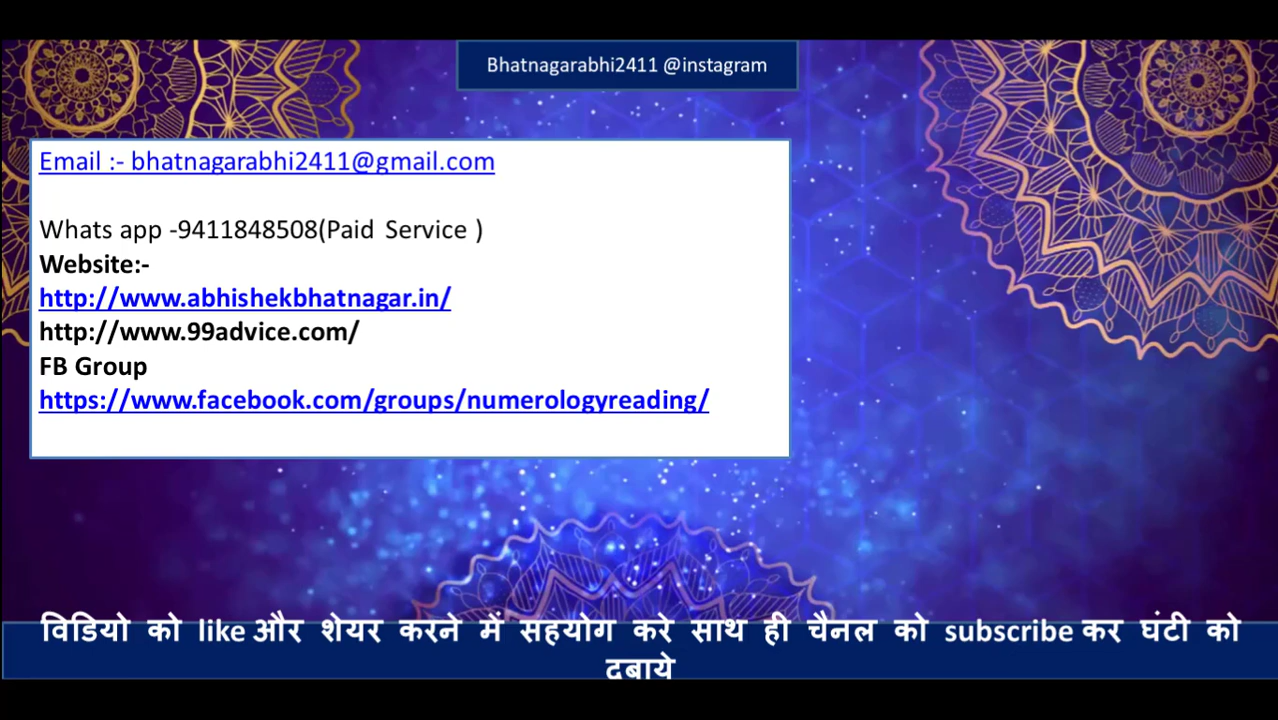 Bhatnagarabhi2411 @instagram
Email :- bhatnagarabhi2411@gmail.com
Whats app -9411848508(Paid Service )
Website:-
http://www.abhishekbhatnagar.in/
http://www.99advice.com/
FB Group
https://www.facebook.com/groups/numerologyreading/
विडियो को like और शेयर करने में सहयोग करे साथ ही चैनल को subscribe कर घंटी को
दबाये